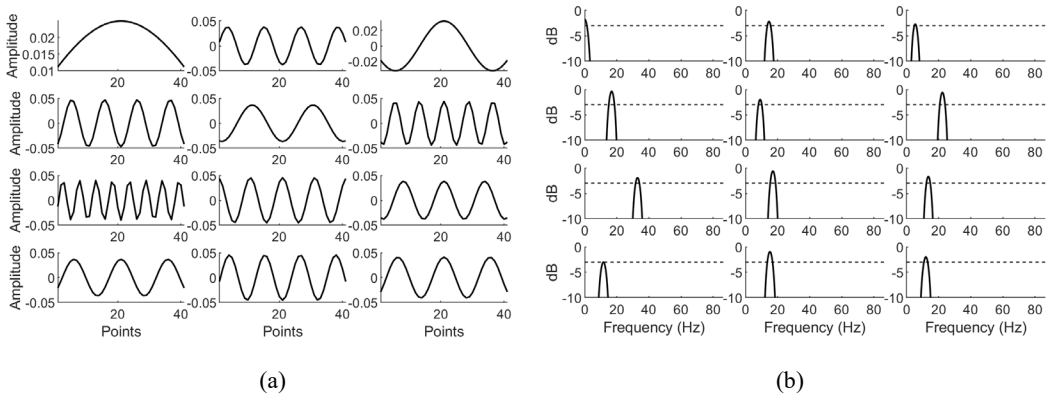 Amplitude 0.02 0.015 0.01 20 40
0.05 0 -0.05 20 40
0.02 0 -0.02 20 40
Amplitude 0.05 0 -0.05 20 40
0.05 0 -0.05 20 40
0.05 0 -0.05 20 40
Amplitude 0.05 0 -0.05 20 40
0.05 0 -0.05 20 40
0.05 0 -0.05 20 40
Amplitude 0.05 0 -0.05 20 40
0.05 0 -0.05 20 40
0.05 0 -0.05 20 40
Points Points Points
(a)
dB 0 -5 -10 0 20 40 60 80
0 -5 -10 0 20 40 60 80
0 -5 -10 0 20 40 60 80
dB 0 -5 -10 0 20 40 60 80
0 -5 -10 0 20 40 60 80
0 -5 -10 0 20 40 60 80
dB 0 -5 -10 0 20 40 60 80
0 -5 -10 0 20 40 60 80
0 -5 -10 0 20 40 60 80
dB 0 -5 -10 0 20 40 60 80
0 -5 -10 0 20 40 60 80
0 -5 -10 0 20 40 60 80
Frequency (Hz) Frequency (Hz) Frequency (Hz)
(b)